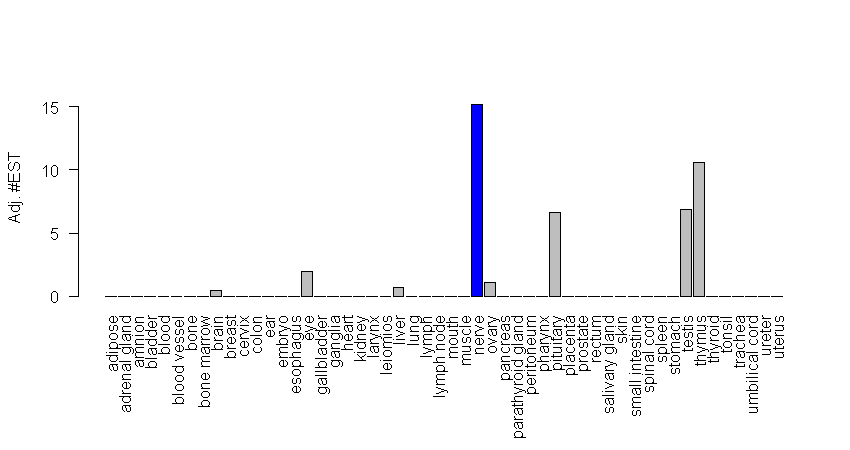 Adj. #EST
15
10
5
0
adipose
adrenal gland
amnion
bladder
blood
blood vessel
bone
bone marrow
brain
breast
cervix
colon
ear
embryo
esophagus
eye
gallbladder
ganglia
heart
kidney
larynx
leiomios
liver
lung
lymph
lymph node
mouth
muscle
nerve
ovary
pancreas
parathyroid gland
peritoneum
pharynx
pituitary
placenta
prostate
rectum
salivary gland
skin
small intestine
spinal cord
spleen
stomach
testis
thymus
thyroid
tonsil
trachea
umbilical cord
ureter
uterus